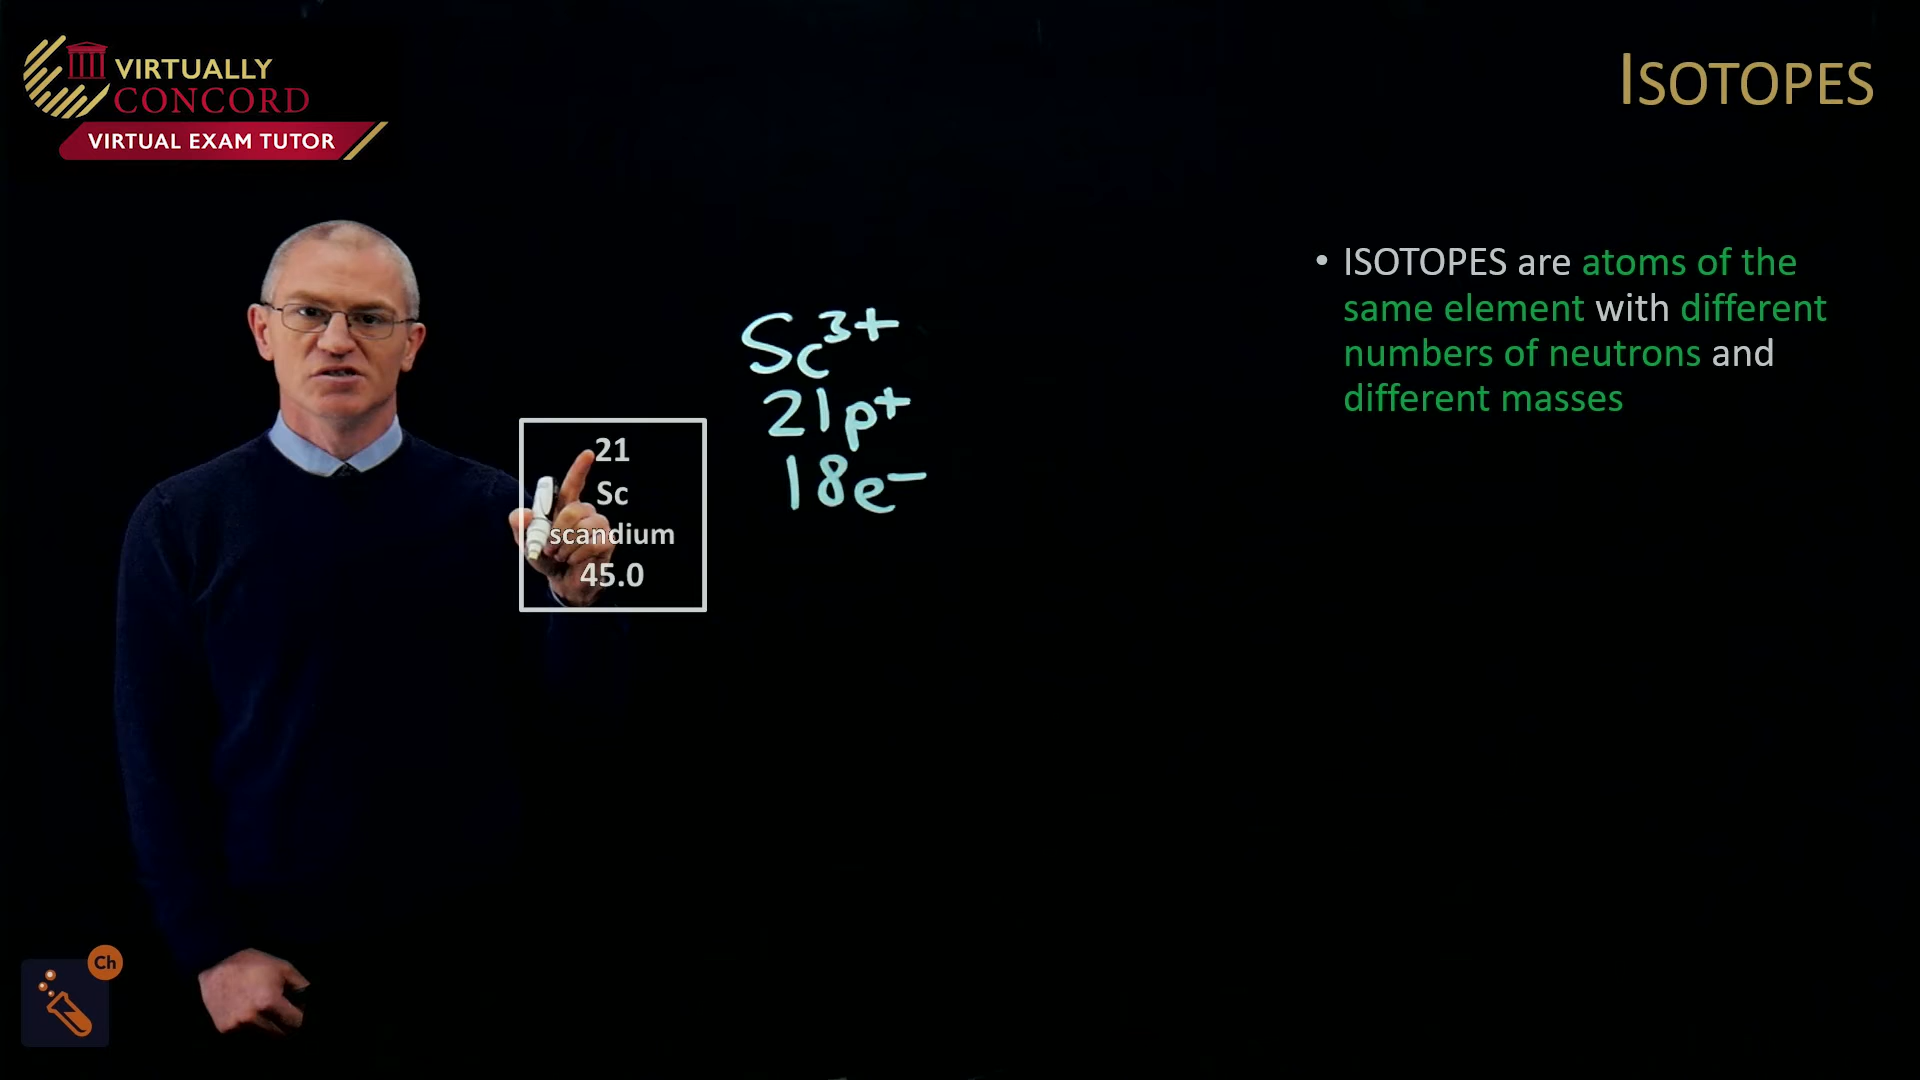 VIRTUALLY
CONCORD
VIRTUAL EXAM TUTOR
ISOTOPES
• ISOTOPES are atoms of the
same element with different
numbers of neutrons and
different masses
Sc³⁺
21p⁺
18e⁻
21
Sc
scandium
45.0
Ch